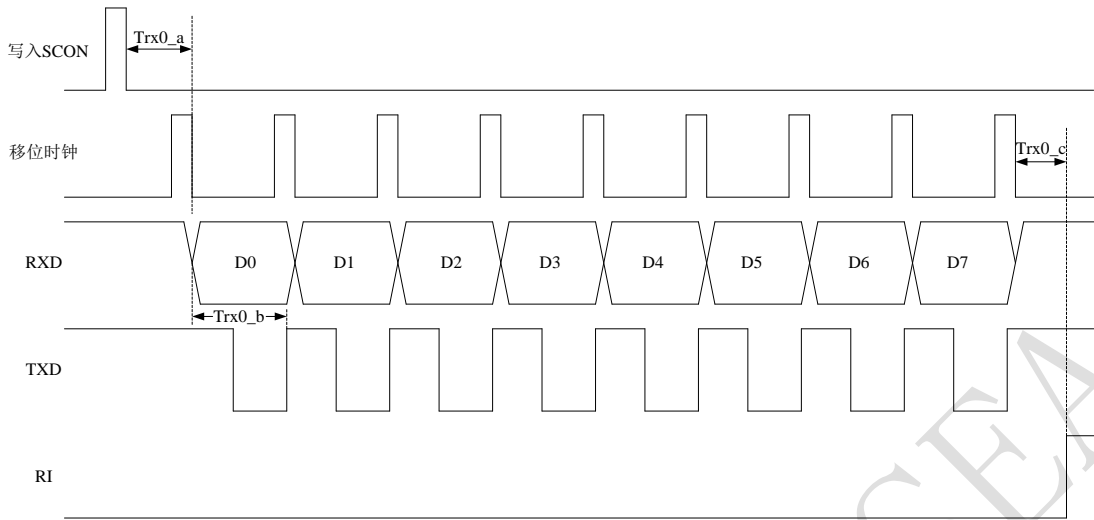 写入SCON
Trx0_a
移位时钟
Trx0_c
RXD
D0 D1 D2 D3 D4 D5 D6 D7
Trx0_b
TXD
RI
CEA